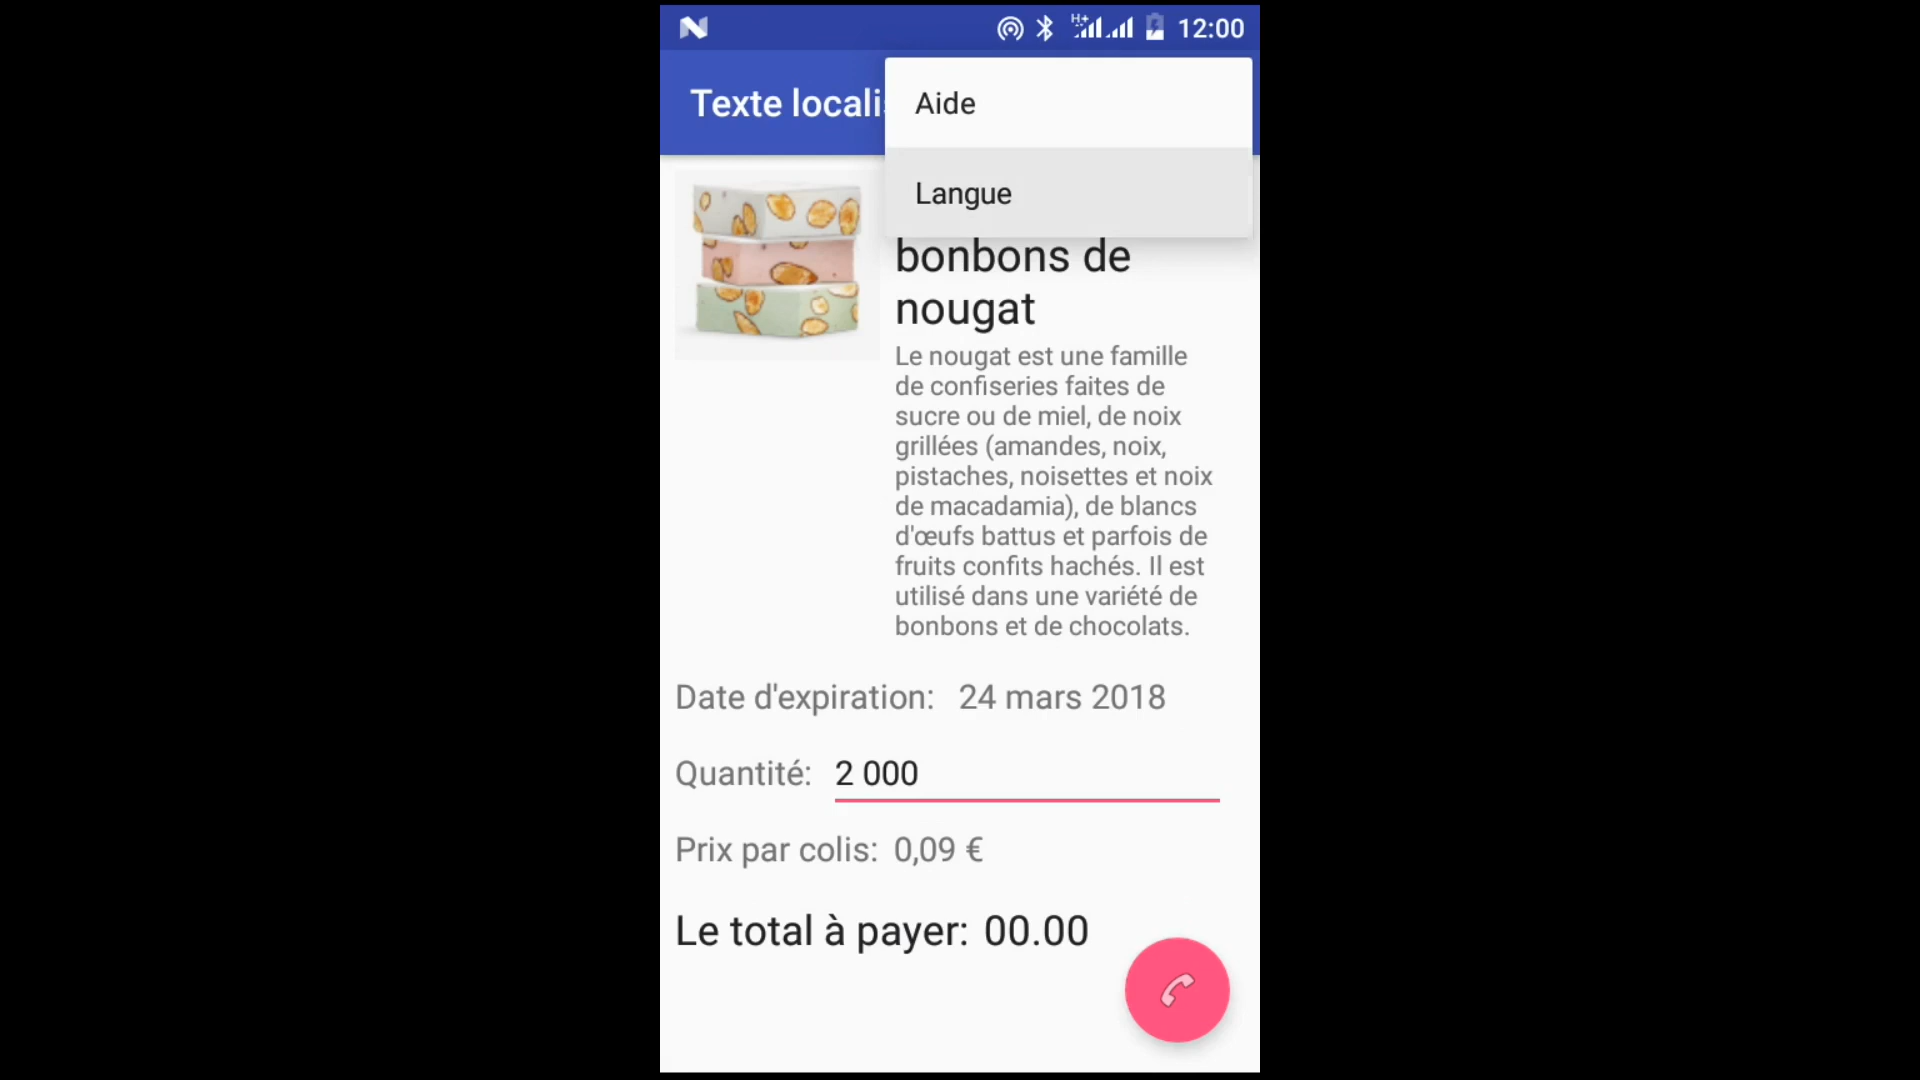 12:00
Texte localis
Aide
Langue
bonbons de
nougat
Le nougat est une famille
de confiseries faites de
sucre ou de miel, de noix
grillées (amandes, noix,
pistaches, noisettes et noix
de macadamia), de blancs
d'œufs battus et parfois de
fruits confits hachés. Il est
utilisé dans une variété de
bonbons et de chocolats.
Date d'expiration: 24 mars 2018
Quantité: 2 000
Prix par colis: 0,09 €
Le total à payer: 00.00